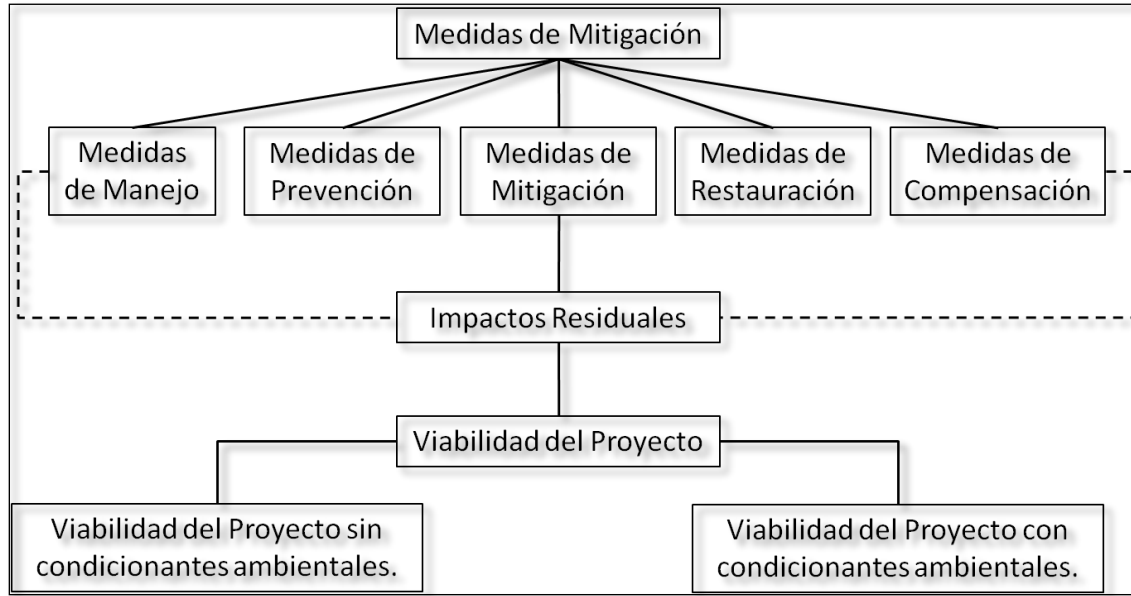 Medidas de Mitigación
Medidas
de Manejo
Medidas de
Prevención
Medidas de
Mitigación
Medidas de
Restauración
Medidas de
Compensación
Impactos Residuales
Viabilidad del Proyecto
Viabilidad del Proyecto sin
condicionantes ambientales.
Viabilidad del Proyecto con
condicionantes ambientales.